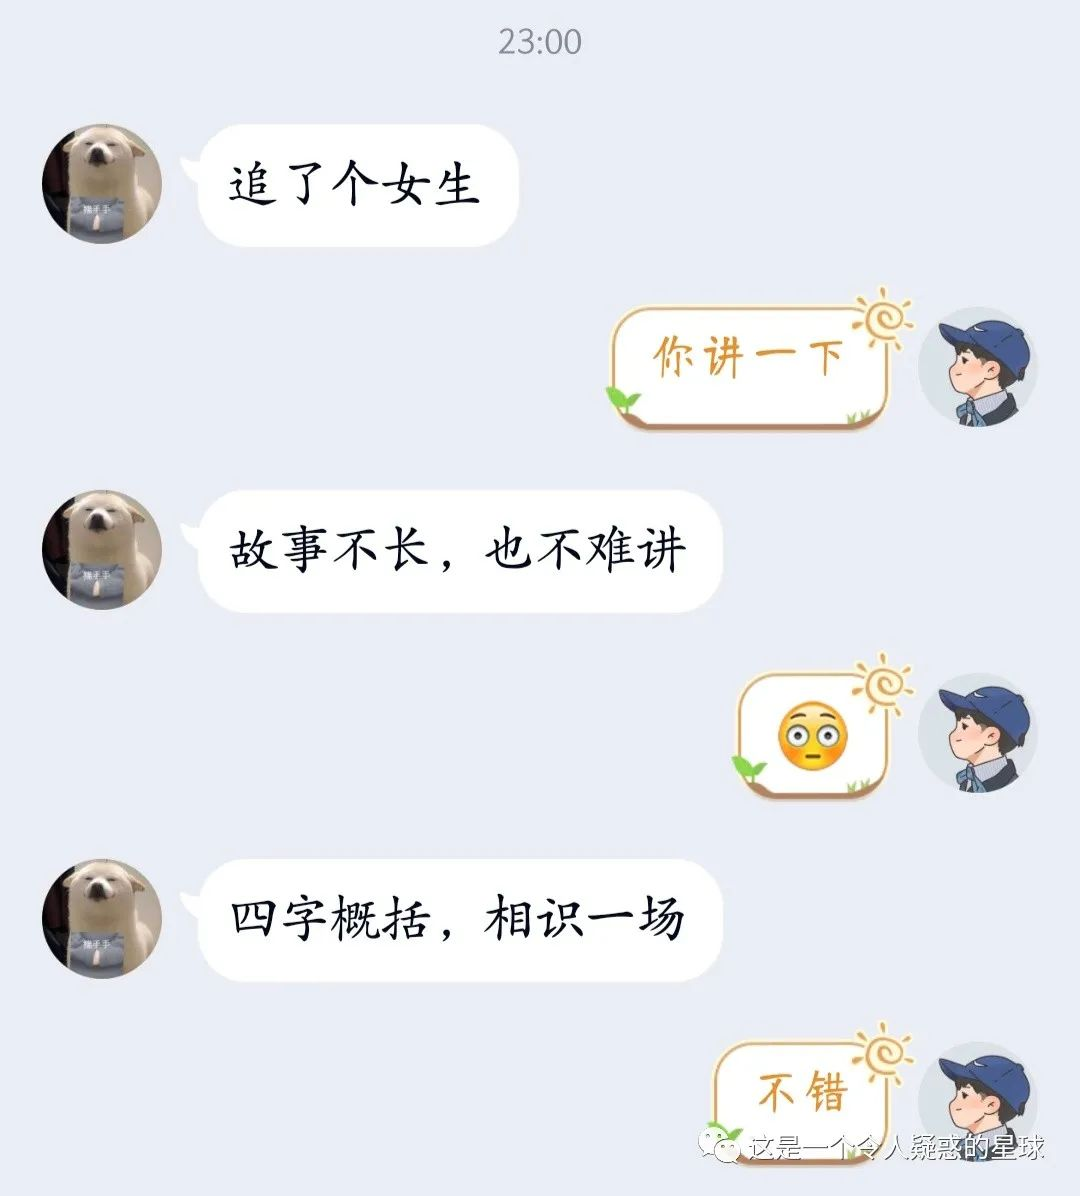 23:00
追了个女生
你讲一下
故事不长，也不难讲
四字概括，相识一场
不错
这是一个令人疑惑的星球